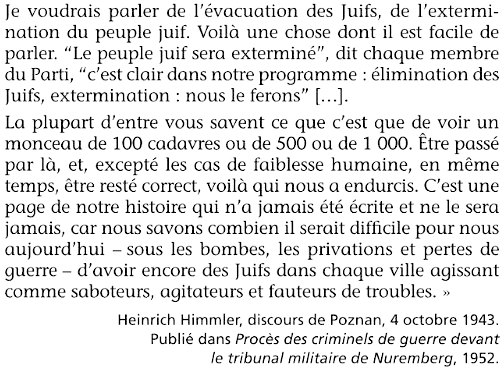 Je voudrais parler de l’évacuation des Juifs, de l’extermi-
nation du peuple juif. Voilà une chose dont il est facile de
parler. “Le peuple juif sera exterminé”, dit chaque membre
du Parti, “c’est clair dans notre programme : élimination des
Juifs, extermination : nous le ferons” […].
La plupart d’entre vous savent ce que c’est que de voir un
monceau de 100 cadavres ou de 500 ou de 1 000. Être passé
par là, et, excepté les cas de faiblesse humaine, en même
temps, être resté correct, voilà qui nous a endurcis. C’est une
page de notre histoire qui n’a jamais été écrite et ne le sera
jamais, car nous savons combien il serait difficile pour nous
aujourd’hui – sous les bombes, les privations et pertes de
guerre – d’avoir encore des Juifs dans chaque ville agissant
comme saboteurs, agitateurs et fauteurs de troubles. »
Heinrich Himmler, discours de Poznan, 4 octobre 1943.
Publié dans Procès des criminels de guerre devant
le tribunal militaire de Nuremberg, 1952.